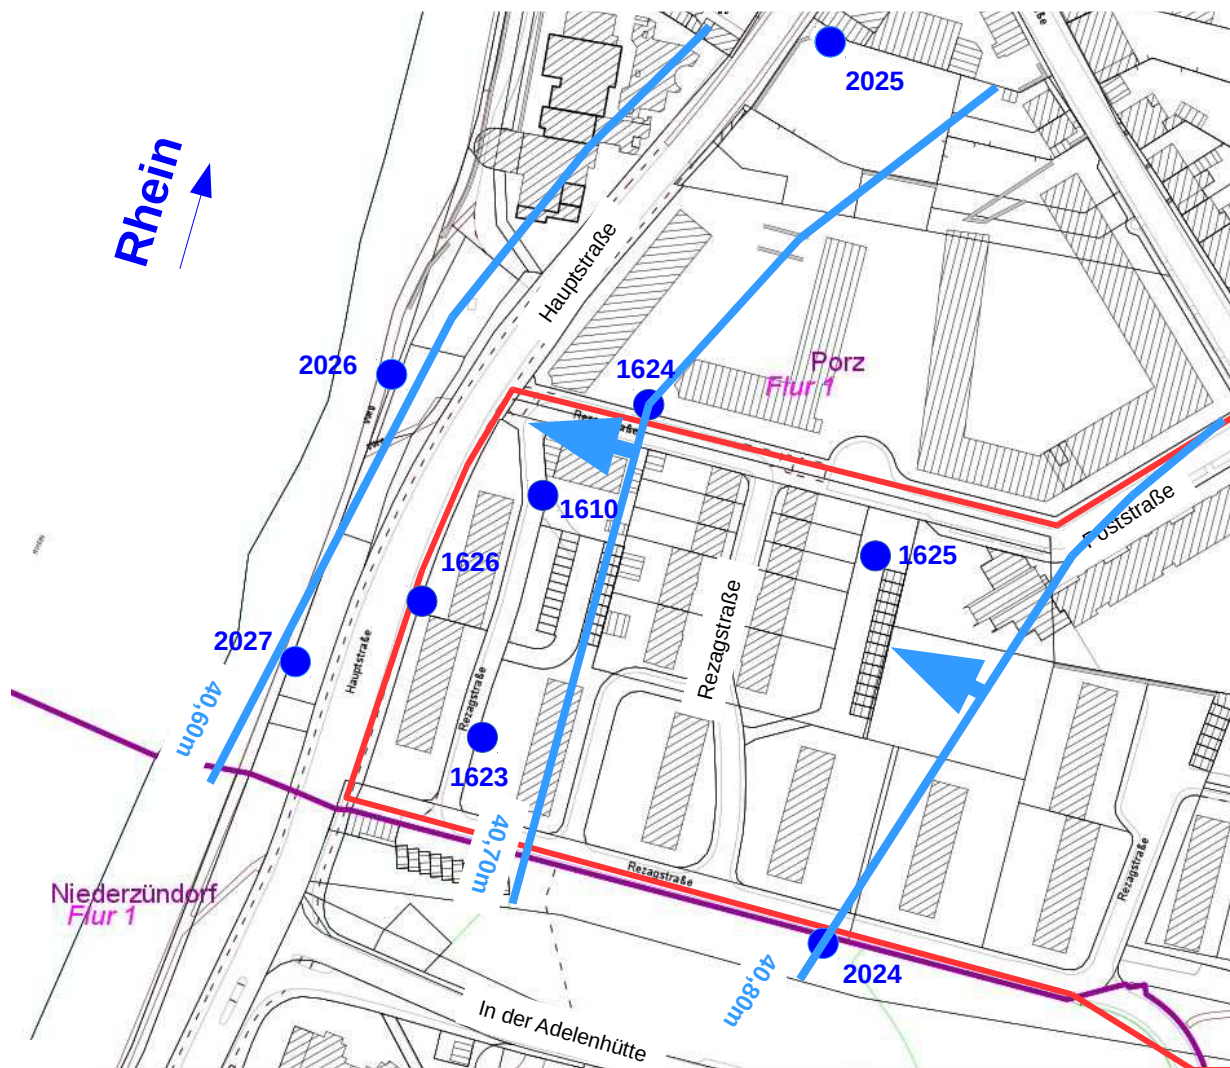 2025
Rhein
Hauptstraße
2026
1624
Porz
Flur 1
Rezagstraße
1610
Poststraße
1626
1625
Rezagstraße
2027
Hauptstraße
Rezagstraße
40,60m
1623
40,70m
Rezagstraße
Rezagstraße
Niederzündorf
Flur 1
2024
40,80m
In der Adelenhütte